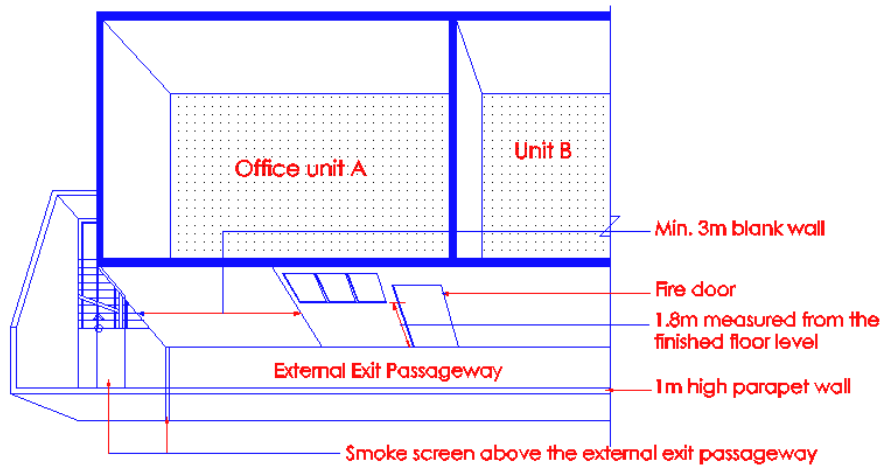 Office unit A
Unit B
Min. 3m blank wall
Fire door
1.8m measured from the
finished floor level
External Exit Passageway
1m high parapet wall
Smoke screen above the external exit passageway